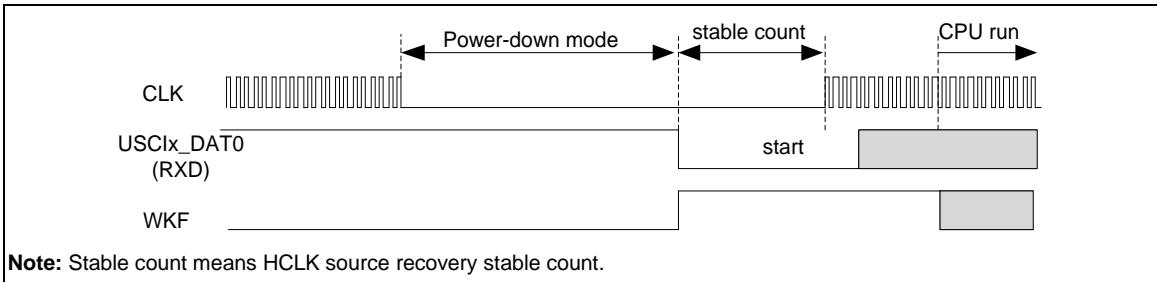 Power-down mode
stable count
CPU run
CLK
USCIx_DAT0
(RXD)
start
WKF
Note: Stable count means HCLK source recovery stable count.